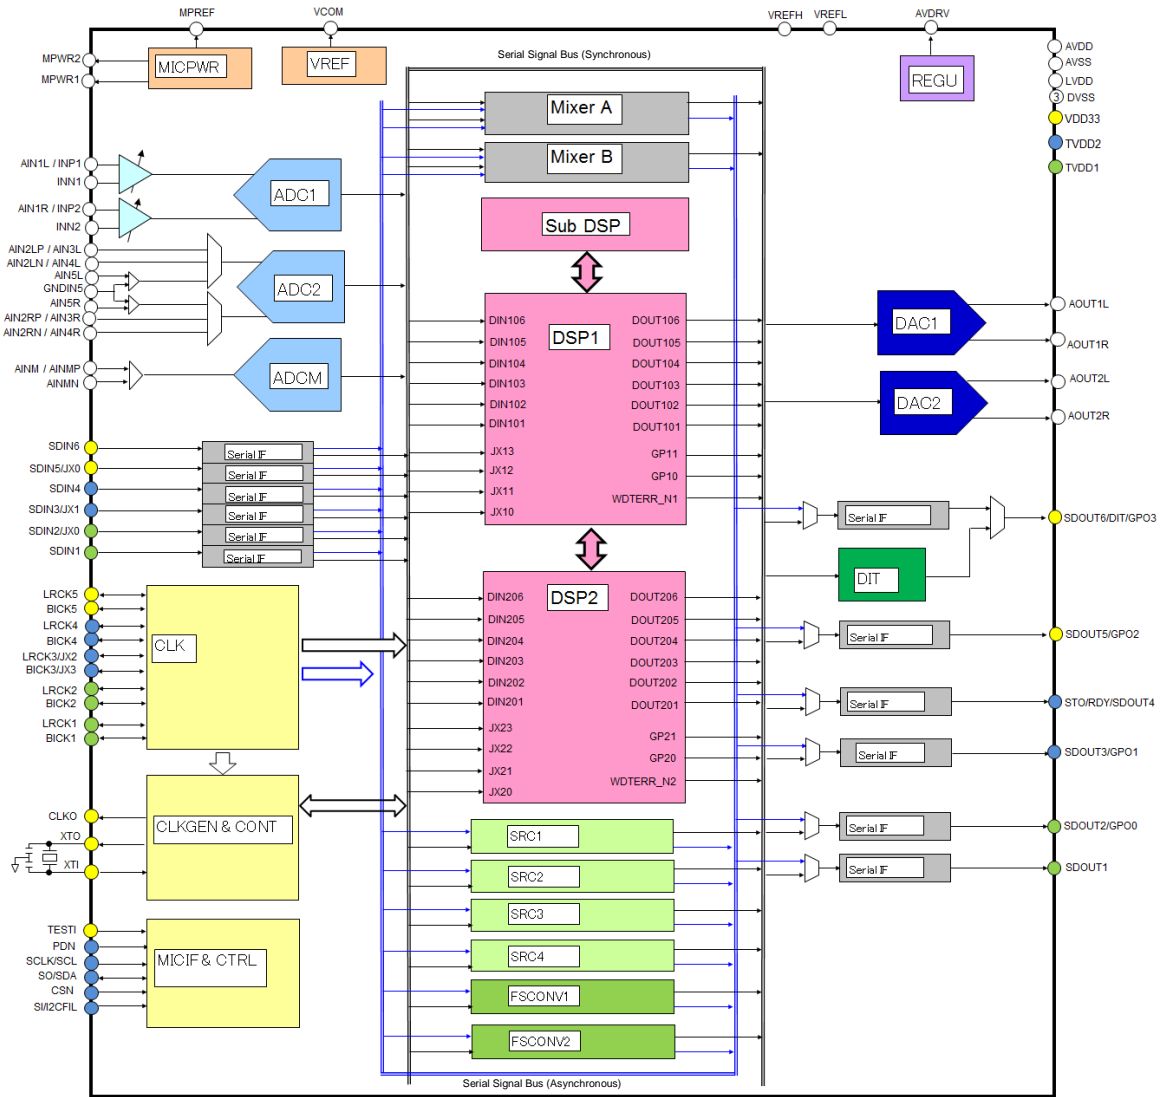 MPREF
VCOM
VREFH
VREFL
AVDRV
MPWR2
MPWR1
MICPWR
VREF
Serial Signal Bus (Synchronous)
REGU
AVDD
AVSS
LVDD
3 DVSS
VDD33
TVDD2
TVDD1
Mixer A
Mixer B
Sub DSP
AIN1L / INP1
INN1
AIN1R / INP2
INN2
ADC1
AIN2LP / AIN3L
AIN2LN / AIN4L
AIN5L
GNDIN5
AIN5R
AIN2RP / AIN3R
AIN2RN / AIN4R
ADC2
AINM / AINMP
AINMN
ADCM
DSP1
DIN106
DIN105
DIN104
DIN103
DIN102
DIN101
JX13
JX12
JX11
JX10
DOUT106
DOUT105
DOUT104
DOUT103
DOUT102
DOUT101
GP11
GP10
WDTERR_N1
DAC1
AOUT1L
AOUT1R
DAC2
AOUT2L
AOUT2R
SDIN6
SDIN5/JX0
SDIN4
SDIN3/JX1
SDIN2/JX0
SDIN1
Serial IF
Serial IF
Serial IF
Serial IF
Serial IF
Serial IF
Serial IF
SDOUT6/DIT/GPO3
DIT
LRCK5
BICK5
LRCK4
BICK4
LRCK3/JX2
BICK3/JX3
LRCK2
BICK2
LRCK1
BICK1
CLK
DSP2
DIN206
DIN205
DIN204
DIN203
DIN202
DIN201
JX23
JX22
JX21
JX20
DOUT206
DOUT205
DOUT204
DOUT203
DOUT202
DOUT201
GP21
GP20
WDTERR_N2
Serial IF
SDOUT5/GPO2
Serial IF
STO/RDY/SDOUT4
Serial IF
SDOUT3/GPO1
Serial IF
SDOUT2/GPO0
Serial IF
SDOUT1
CLKO
XTO
XTI
CLKGEN & CONT
SRC1
SRC2
SRC3
SRC4
FSCONV1
FSCONV2
TESTI
PDN
SCLK/SCL
SO/SDA
CSN
SI/I2CFIL
MICIF & CTRL
Serial Signal Bus (Asynchronous)